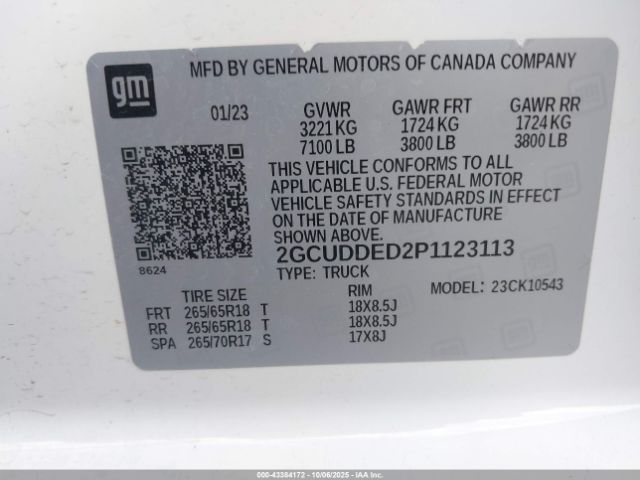 gm
MFD BY GENERAL MOTORS OF CANADA COMPANY
01/23 GVWR GAWR FRT GAWR RR
3221 KG 1724 KG 1724 KG
7100 LB 3800 LB 3800 LB
THIS VEHICLE CONFORMS TO ALL
APPLICABLE U.S. FEDERAL MOTOR
VEHICLE SAFETY STANDARDS IN EFFECT
ON THE DATE OF MANUFACTURE
SHOWN ABOVE.
8624
2GCUDDED2P1123113
TYPE: TRUCK MODEL: 23CK10543
TIRE SIZE RIM
FRT 265/65R18 T 18X8.5J
RR 265/65R18 T 18X8.5J
SPA 265/70R17 S 17X8J
000-43384172 - 10/06/2025 - IAAI